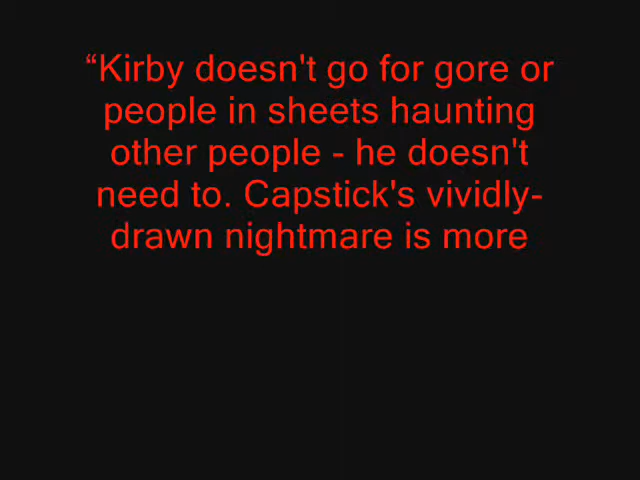 “Kirby doesn't go for gore or
people in sheets haunting
other people - he doesn't
need to. Capstick's vividly-
drawn nightmare is more